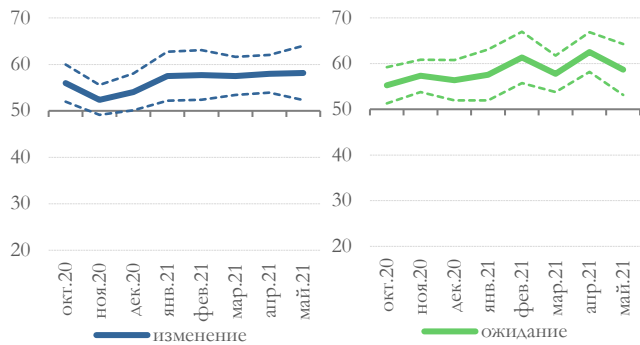 70
60
50
40
30
20
окт.20
ноя.20
дек.20
янв.21
фев.21
мар.21
апр.21
май.21
изменение
70
60
50
40
30
20
окт.20
ноя.20
дек.20
янв.21
фев.21
мар.21
апр.21
май.21
ожидание